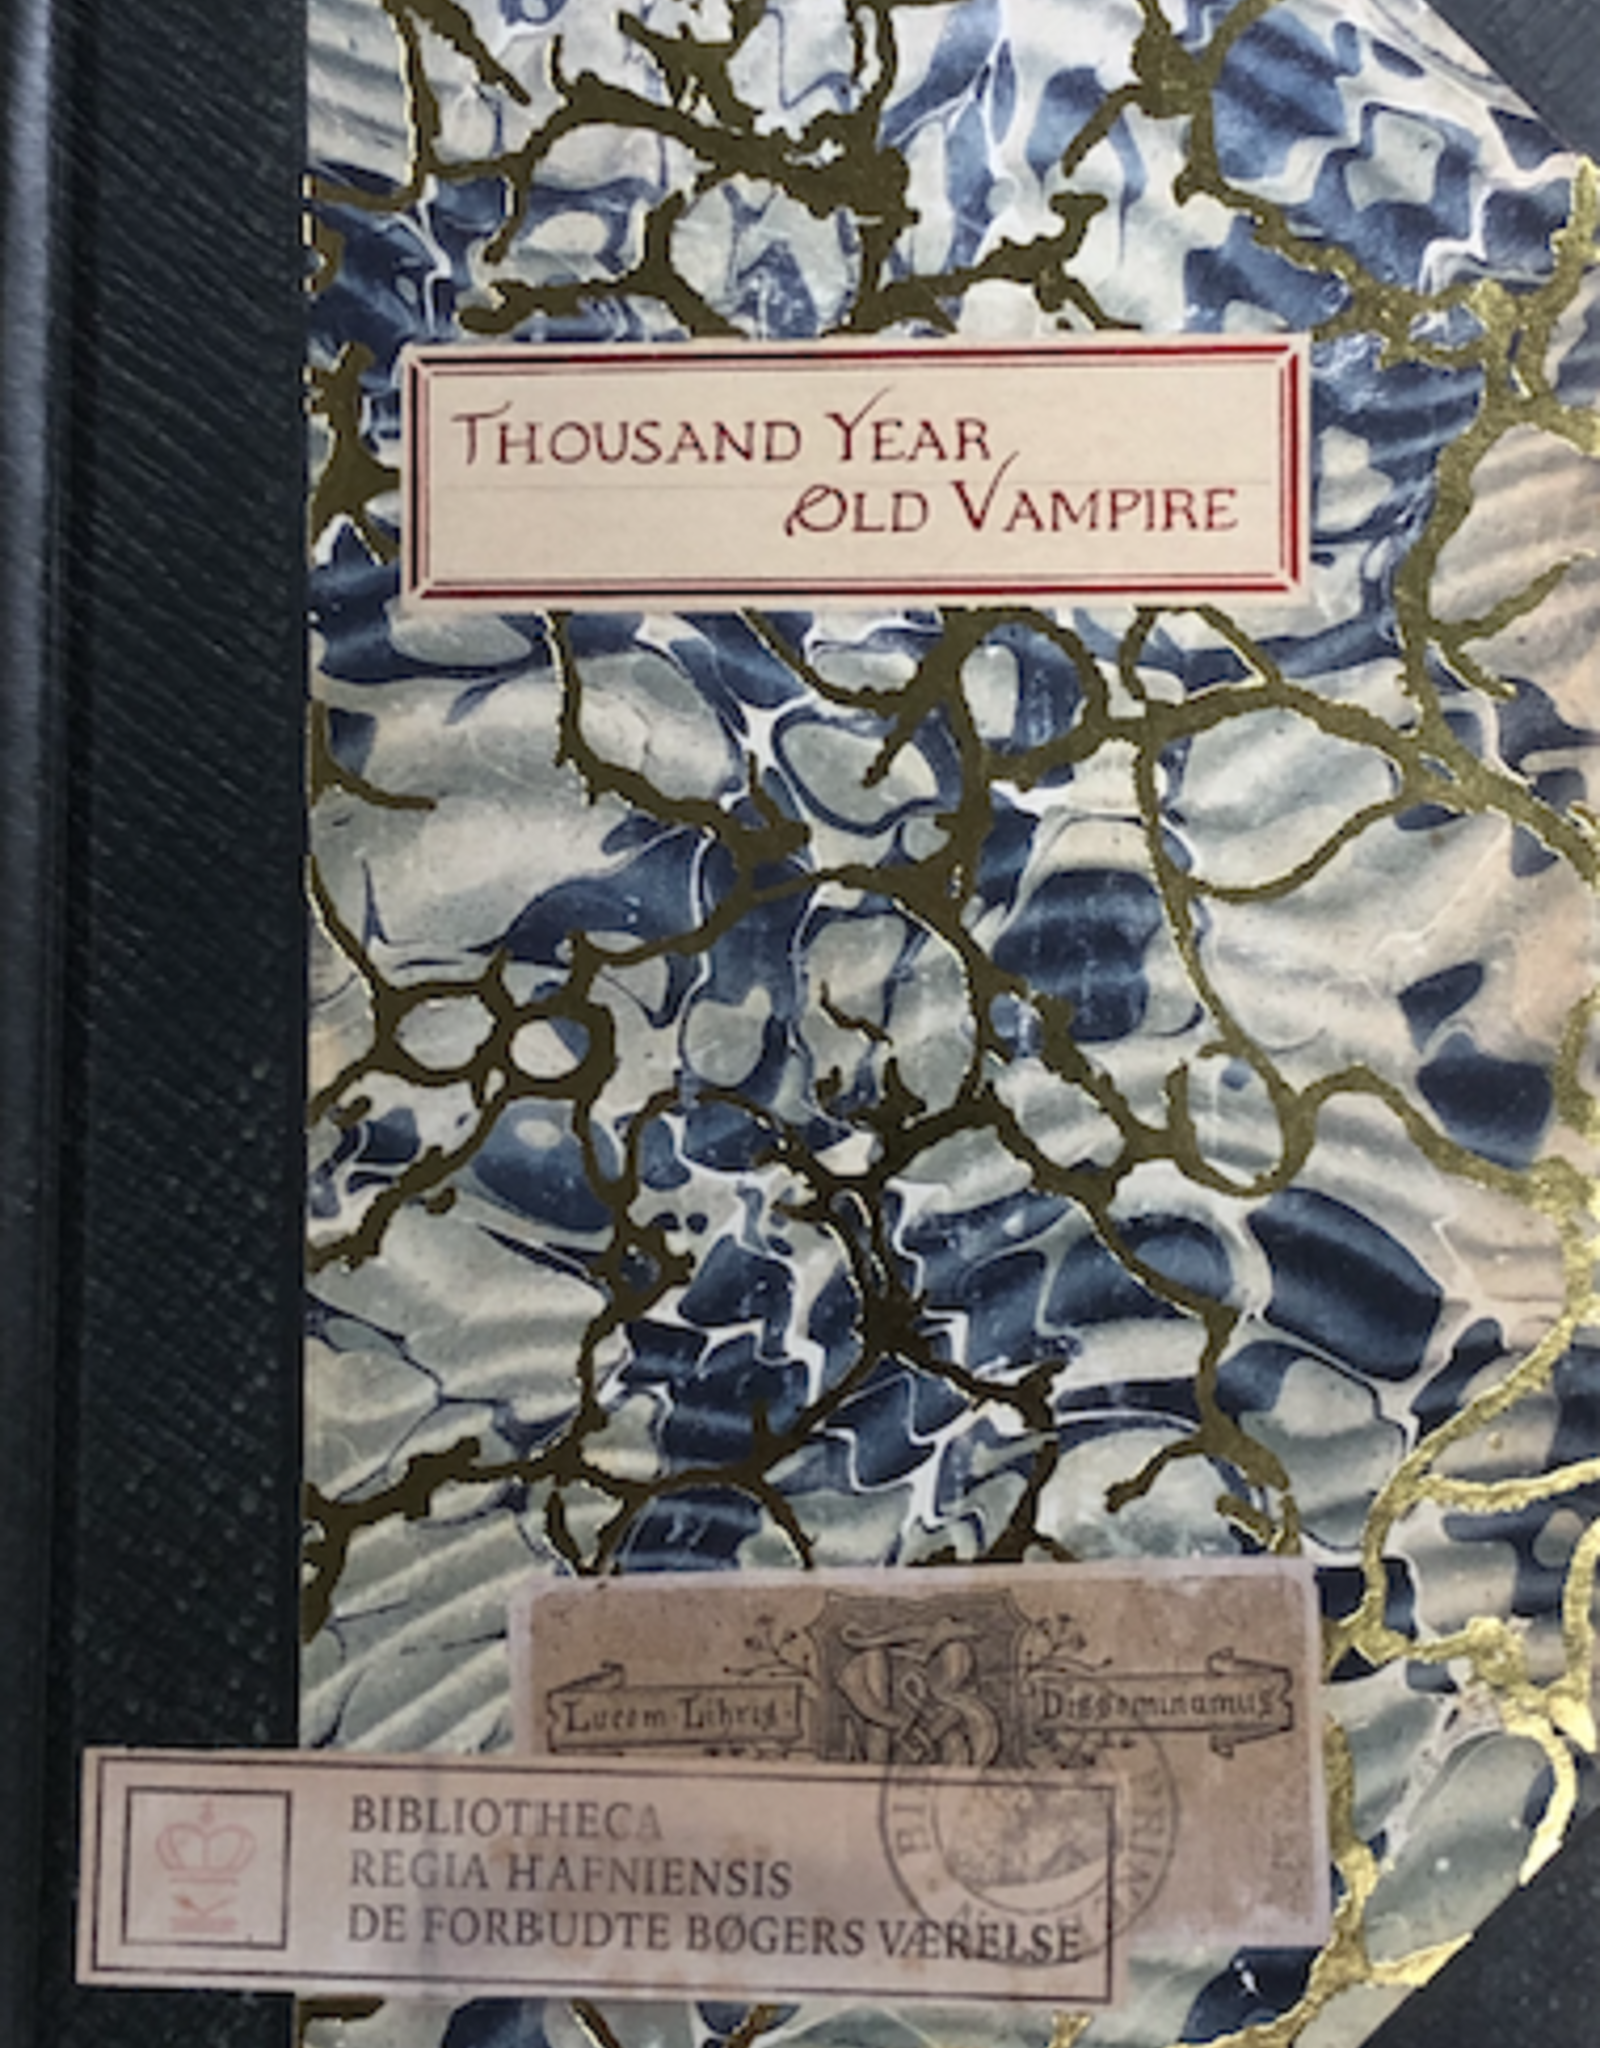 THOUSAND YEAR
OLD VAMPIRE
Lucem Libris
Disseminamus
BIBLIOTHECA
REGIA HAFNIENSIS
DE FORBUDTE BØGERS VÆRELSE